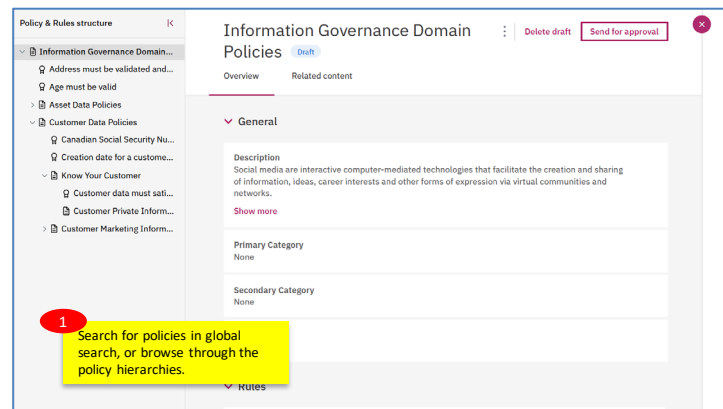 Policy & Rules structure
Information Governance Domain...
Address must be validated and...
Age must be valid
Asset Data Policies
Customer Data Policies
Canadian Social Security Nu...
Creation date for a custome...
Know Your Customer
Customer data must sati...
Customer Private Inform...
Customer Marketing Inform...
Information Governance Domain
Policies Draft
Delete draft Send for approval
Overview Related content
General
Description
Social media are interactive computer-mediated technologies that facilitate the creation and sharing
of information, ideas, career interests and other forms of expression via virtual communities and
networks.
Show more
Primary Category
None
Secondary Category
None
1
Search for policies in global
search, or browse through the
policy hierarchies.
Rules